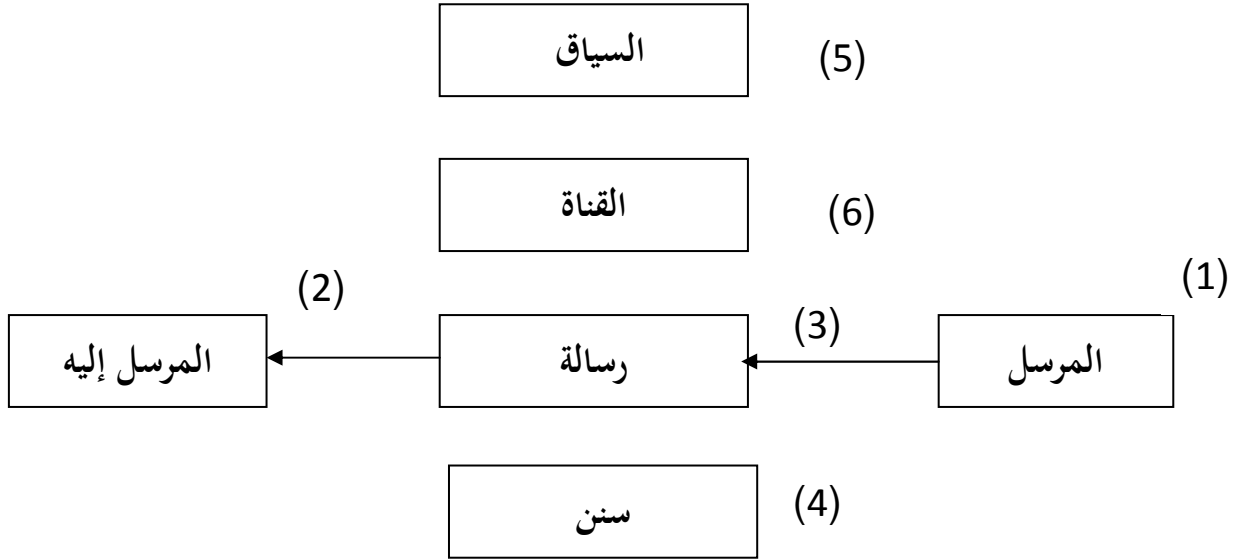 السياق
(5)
القناة
(6)
(1)
(2)
(3)
المرسل
رسالة
المرسل إليه
سنن
(4)